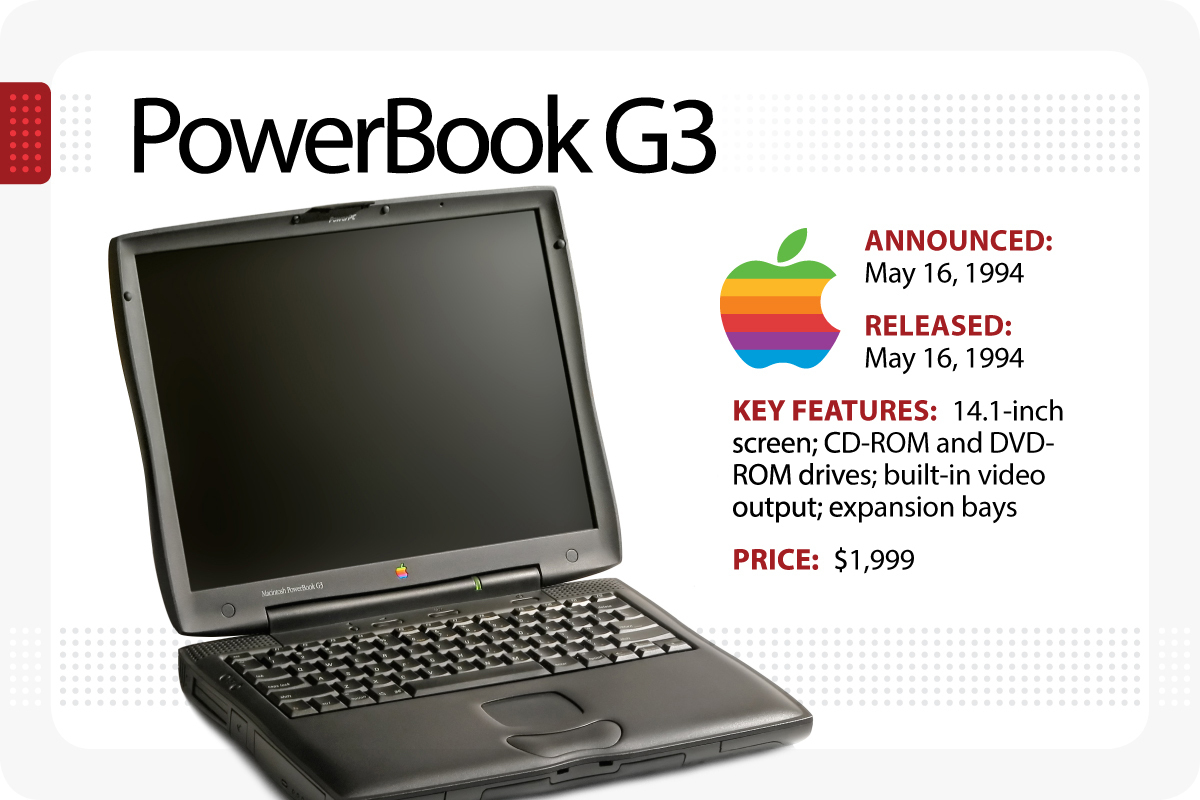 PowerBook G3
PowerPC
ANNOUNCED:
May 16, 1994
RELEASED:
May 16, 1994
KEY FEATURES: 14.1-inch
screen; CD-ROM and DVD-
ROM drives; built-in video
output; expansion bays
PRICE: $1,999
Macintosh PowerBook G3